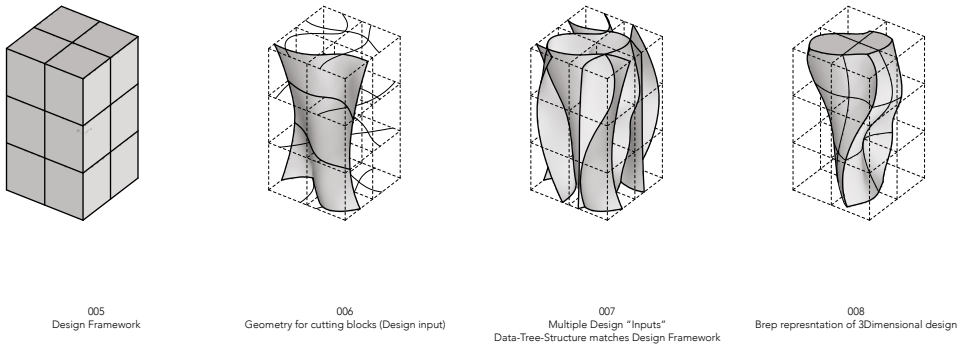 005
Design Framework
006
Geometry for cutting blocks (Design input)
007
Multiple Design “Inputs”
Data-Tree-Structure matches Design Framework
008
Brep represntation of 3Dimensional design